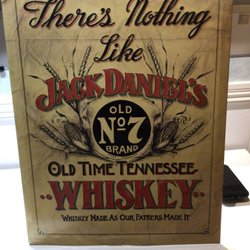 There's Nothing
Like
JACK DANIEL'S
OLD
No. 7
BRAND
OLD TIME TENNESSEE
WHISKEY
WHISKEY MADE AS OUR FATHERS MADE IT